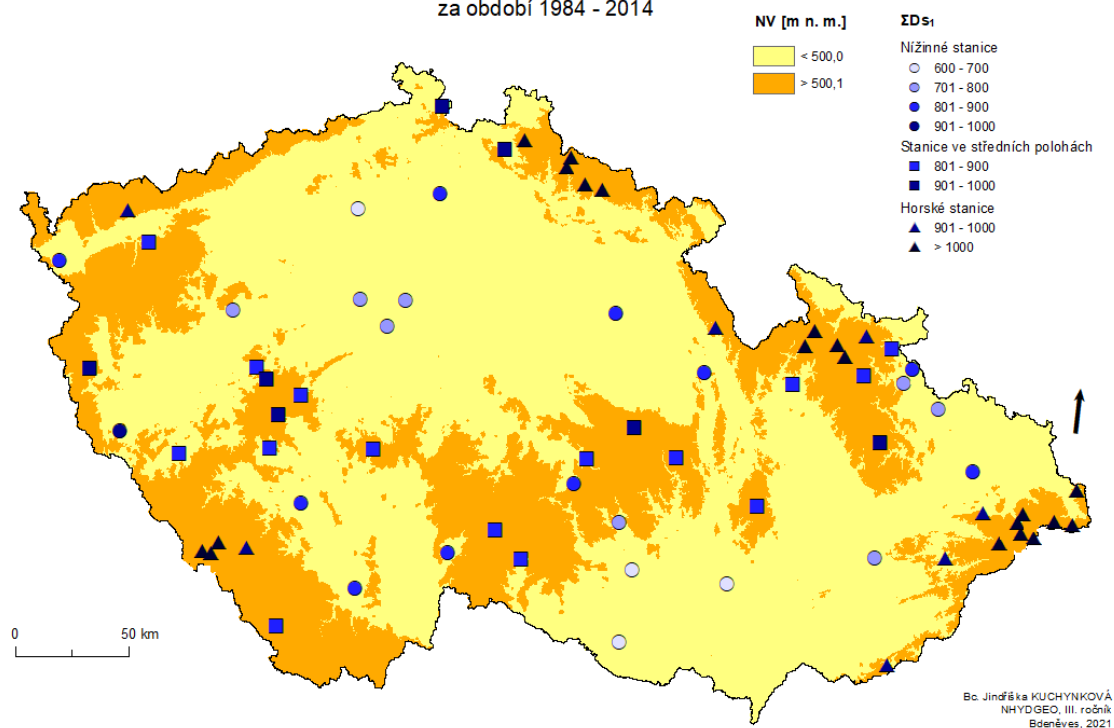 za období 1984 - 2014
NV [m n. m.]
< 500,0
> 500,1
ΣDs₁
Nížinné stanice
600 - 700
701 - 800
801 - 900
901 - 1000
Stanice ve středních polohách
801 - 900
901 - 1000
Horské stanice
901 - 1000
> 1000
0 50 km
Bc. Jindřiška KUCHYNKOVÁ
NHYDGEO, III. ročník
Bdeněves, 2021